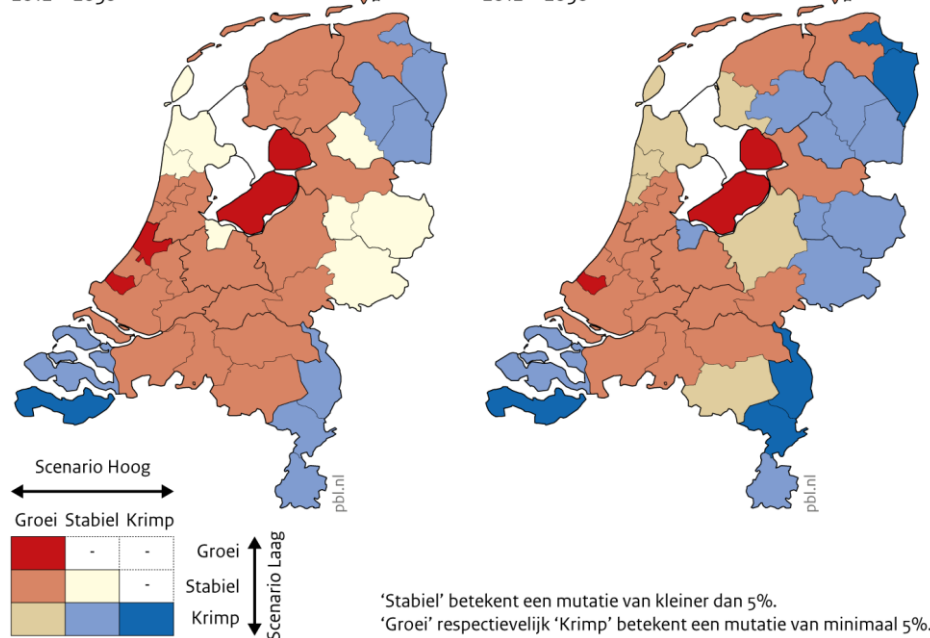 pbl.nl
pbl.nl
Scenario Hoog
Groei Stabiel Krimp
Groei
- -
Stabiel
-
Krimp
Scenario Laag
'Stabiel' betekent een mutatie van kleiner dan 5%.
'Groei' respectievelijk 'Krimp' betekent een mutatie van minimaal 5%.